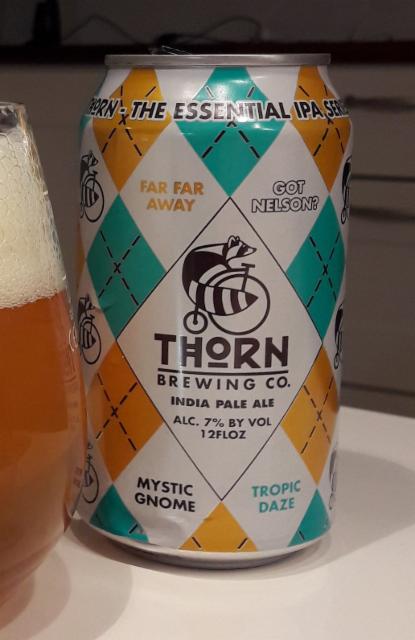 THORN - THE ESSENTIAL IPA
FAR FAR
AWAY
GOT
NELSON?
THORN
BREWING CO.
INDIA PALE ALE
ALC. 7% BY VOL
12FLOZ
MYSTIC
GNOME
TROPIC
DAZE